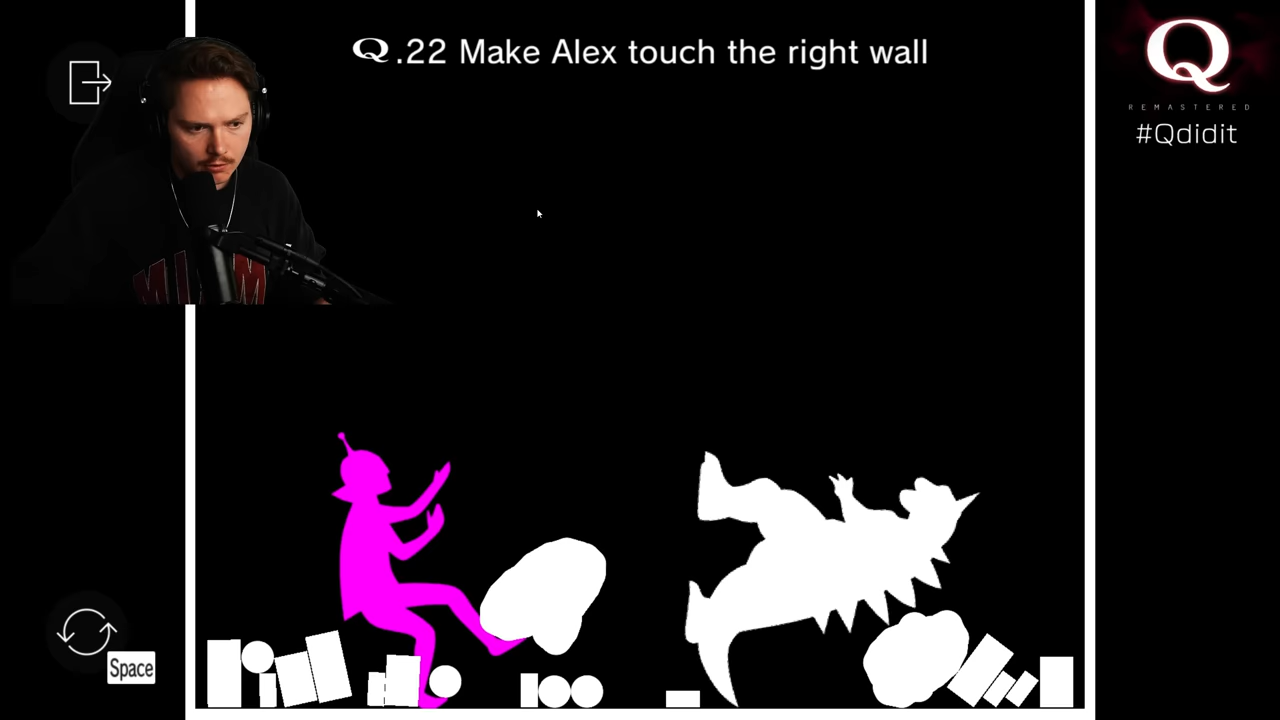 Q.22 Make Alex touch the right wall
Q
REMASTERED
#Qdidit
Space